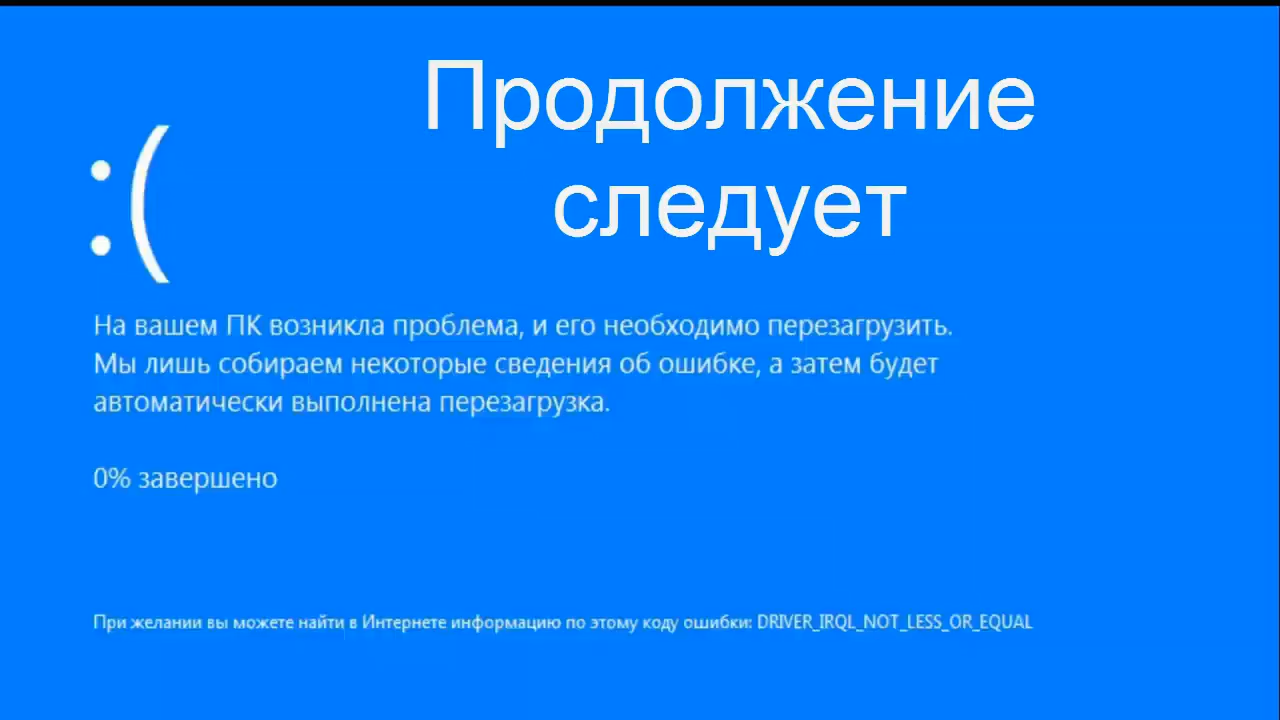 Продолжение
следует
:(
На вашем ПК возникла проблема, и его необходимо перезагрузить.
Мы лишь собираем некоторые сведения об ошибке, а затем будет
автоматически выполнена перезагрузка.
0% завершено
При желании вы можете найти в Интернете информацию по этому коду ошибки: DRIVER_IRQL_NOT_LESS_OR_EQUAL